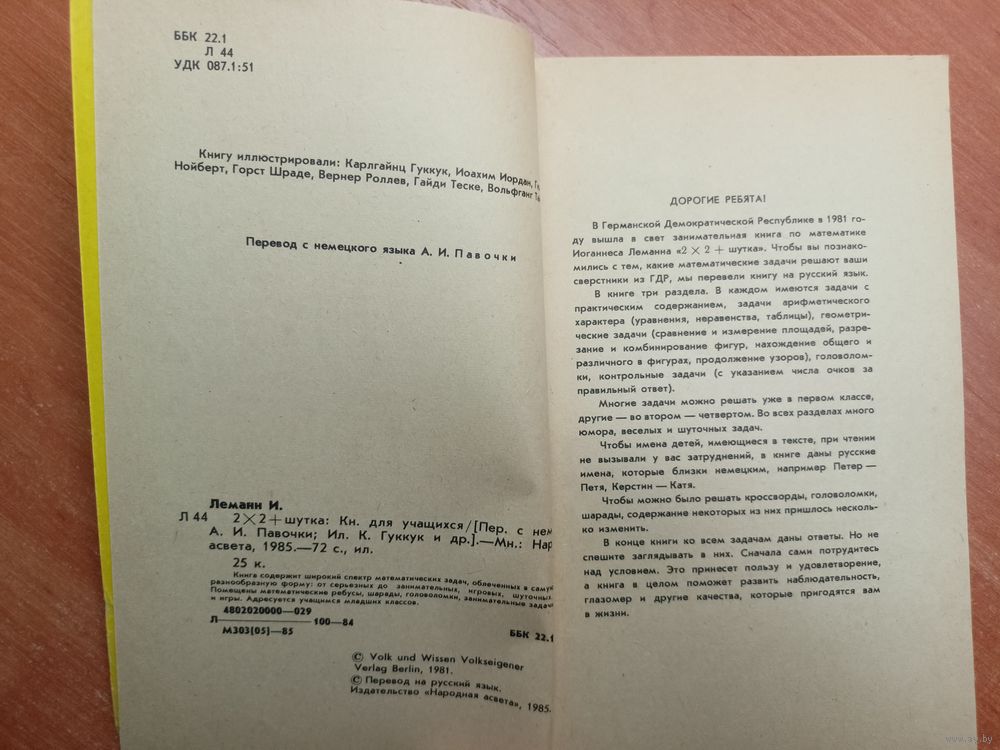 ББК 22.1
Л 44
УДК 087.1:51
Книгу иллюстрировали: Карлгайнц Гуккук, Иоахим Иордан,
Нойберт, Горст Шраде, Вернер Роллев, Гайди Теске, Вольфганг
Перевод с немецкого языка А. И. Павочки
Леманн И.
Л 44 2×2+шутка: Кн. для учащихся/[Пер. с нем
А. И. Павочки; Ил. К. Гуккук и др.].—Мн.: Нар
асвета, 1985.—72 с., ил.
25 к.
Книга содержит широкий спектр математических задач, облеченных в самую
разнообразную форму: от серьезных до занимательных, игровых, шуточных.
Помещены математические ребусы, шарады, головоломки, занимательные задачи
и игры. Адресуется учащимся младших классов.
4802020000—029
Л—————100—84
М303(05)—85
ББК 22.1
© Volk und Wissen Volkseigener
Verlag Berlin, 1981.
© Перевод на русский язык.
Издательство «Народная асвета», 1985.
ДОРОГИЕ РЕБЯТА!
В Германской Демократической Республике в 1981 го-
ду вышла в свет занимательная книга по математике
Иоганнеса Леманна «2×2+шутка». Чтобы вы познако-
мились с тем, какие математические задачи решают ваши
сверстники из ГДР, мы перевели книгу на русский язык.
В книге три раздела. В каждом имеются задачи с
практическим содержанием, задачи арифметического
характера (уравнения, неравенства, таблицы), геометри-
ческие задачи (сравнение и измерение площадей, разре-
зание и комбинирование фигур, нахождение общего и
различного в фигурах, продолжение узоров), головолом-
ки, контрольные задачи (с указанием числа очков за
правильный ответ).
Многие задачи можно решать уже в первом классе,
другие — во втором — четвертом. Во всех разделах много
юмора, веселых и шуточных задач.
Чтобы имена детей, имеющиеся в тексте, при чтении
не вызывали у вас затруднений, в книге даны русские
имена, которые близки немецким, например Петер —
Петя, Керстин — Катя.
Чтобы можно было решать кроссворды, головоломки,
шарады, содержание некоторых из них пришлось несколь-
ко изменить.
В конце книги ко всем задачам даны ответы. Но не
спешите заглядывать в них. Сначала сами потрудитесь
над условием. Это принесет пользу и удовлетворение,
а книга в целом поможет развить наблюдательность,
глазомер и другие качества, которые пригодятся вам
в жизни.
www.ay.by